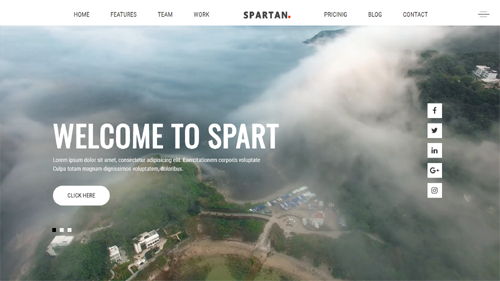 HOME FEATURES TEAM WORK SPARTAN. PRICINIG BLOG CONTACT
WELCOME TO SPART
Lorem ipsum dolor sit amet, consectetur adipisicing elit. Exercitationem corporis voluptate
Culpa totam magnam dignissimos voluptatem, doloribus.
CLICK HERE
f
in
G+